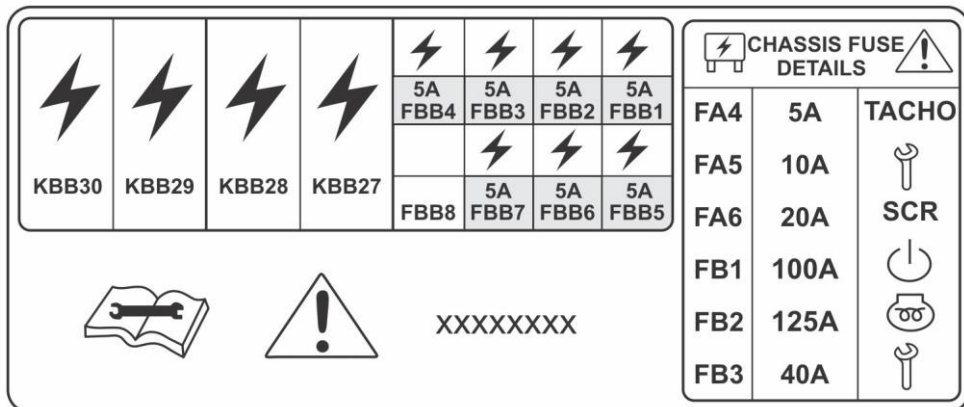 5A 5A 5A 5A
FBB4 FBB3 FBB2 FBB1
KBB30 KBB29 KBB28 KBB27
5A 5A 5A
FBB8 FBB7 FBB6 FBB5
XXXXXXXX
CHASSIS FUSE
DETAILS
FA4 5A TACHO
FA5 10A
FA6 20A SCR
FB1 100A
FB2 125A
FB3 40A